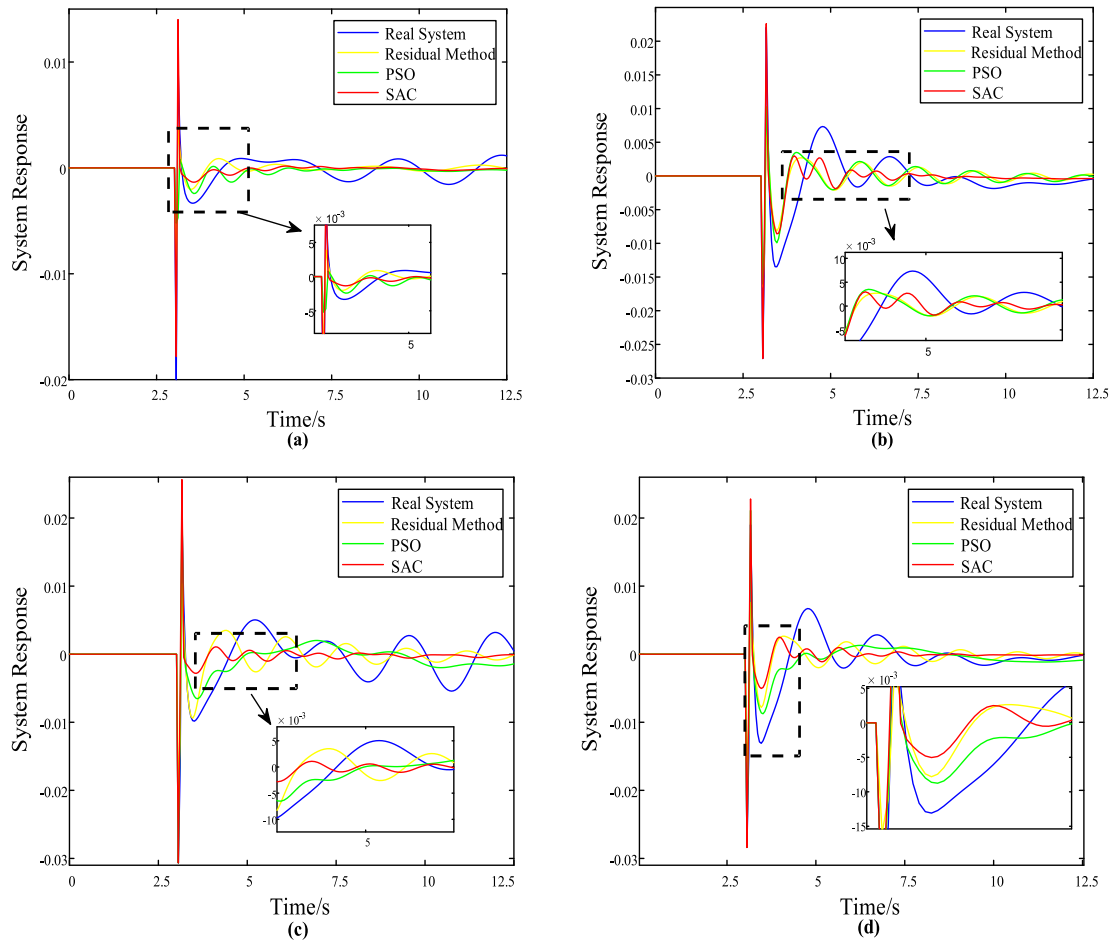 Real System
Residual Method
PSO
SAC
0.01
0
-0.01
-0.02
System Response
0
2.5
5
7.5
10
12.5
Time/s
(a)
× 10⁻³
5
0
-5
5
Real System
Residual Method
PSO
SAC
0.025
0.02
0.015
0.010
0.005
0
-0.005
-0.01
-0.015
-0.02
-0.025
-0.03
System Response
0
2.5
5
7.5
10
12.5
Time/s
(b)
× 10⁻³
10
5
0
-5
5
Real System
Residual Method
PSO
SAC
0.02
0.01
0
-0.01
-0.02
-0.03
System Response
0
2.5
5
7.5
10
12.5
Time/s
(c)
× 10⁻³
5
0
-5
-10
5
Real System
Residual Method
PSO
SAC
0.02
0.01
0
-0.01
-0.02
-0.03
System Response
2.5
5
7.5
10
12.5
Time/s
(d)
× 10⁻³
5
0
-5
-10
-15